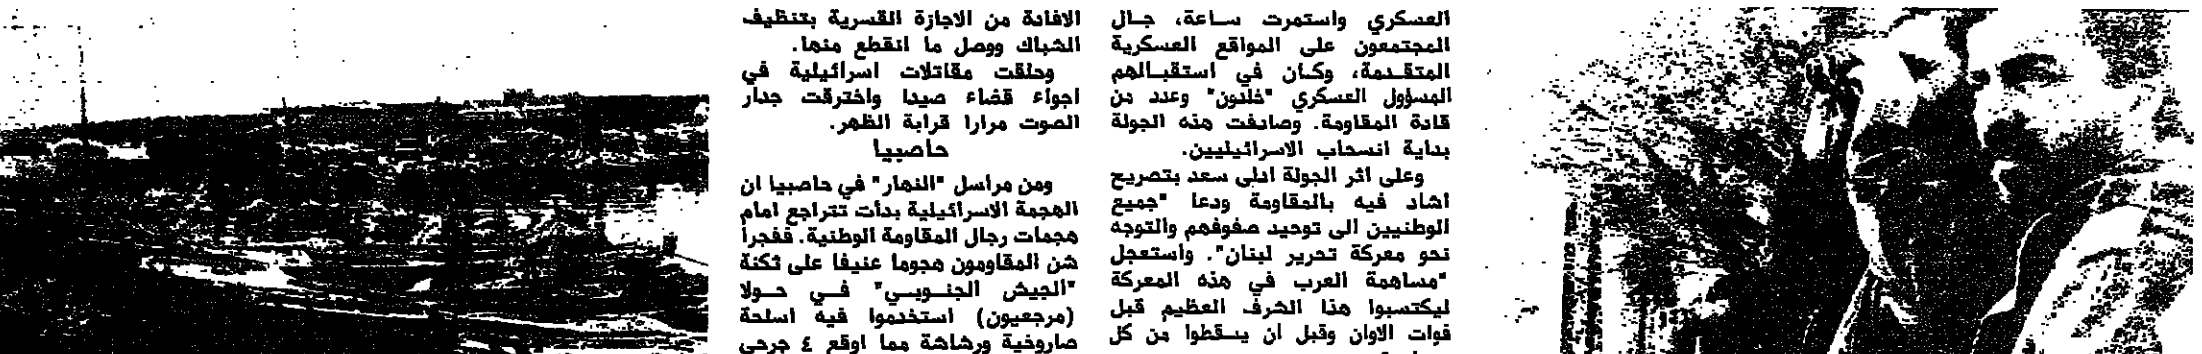 العسكري واستمرت ساعة، جال
المجتمعون على المواقع العسكرية
المتقدمة، وكان في استقبالهم
المسؤول العسكري "خلدون" وعدد من
قادة المقاومة. وصادفت هذه الجولة
بداية انسحاب الاسرائيليين.
وعلى اثر الجولة ادلى سعد بتصريح
اشاد فيه بالمقاومة ودعا "جميع
الوطنيين الى توحيد صفوفهم والتوجه
نحو معركة تحرير لبنان". واستعجل
"مساهمة العرب في هذه المعركة
ليكتسبوا هذا الشرف العظيم قبل
فوات الاوان وقبل ان يسقطوا من كل
الافادة من الاجازة القسرية بتنظيف
الشباك ووصل ما انقطع منها.
وحلقت مقاتلات اسرائيلية في
اجواء قضاء صيدا واخترقت جدار
الصوت مرارا قرابة الظهر.
حاصبيا
ومن مراسل "النهار" في حاصبيا ان
الهجمة الاسرائيلية بدأت تتراجع امام
هجمات رجال المقاومة الوطنية. ففجرا
شن المقاومون هجوما عنيفا على ثكنة
"الجيش الجنوبي" في حولا
(مرجعيون) استخدموا فيه اسلحة
صاروخية ورشاشة مما اوقع ٤ جرحى